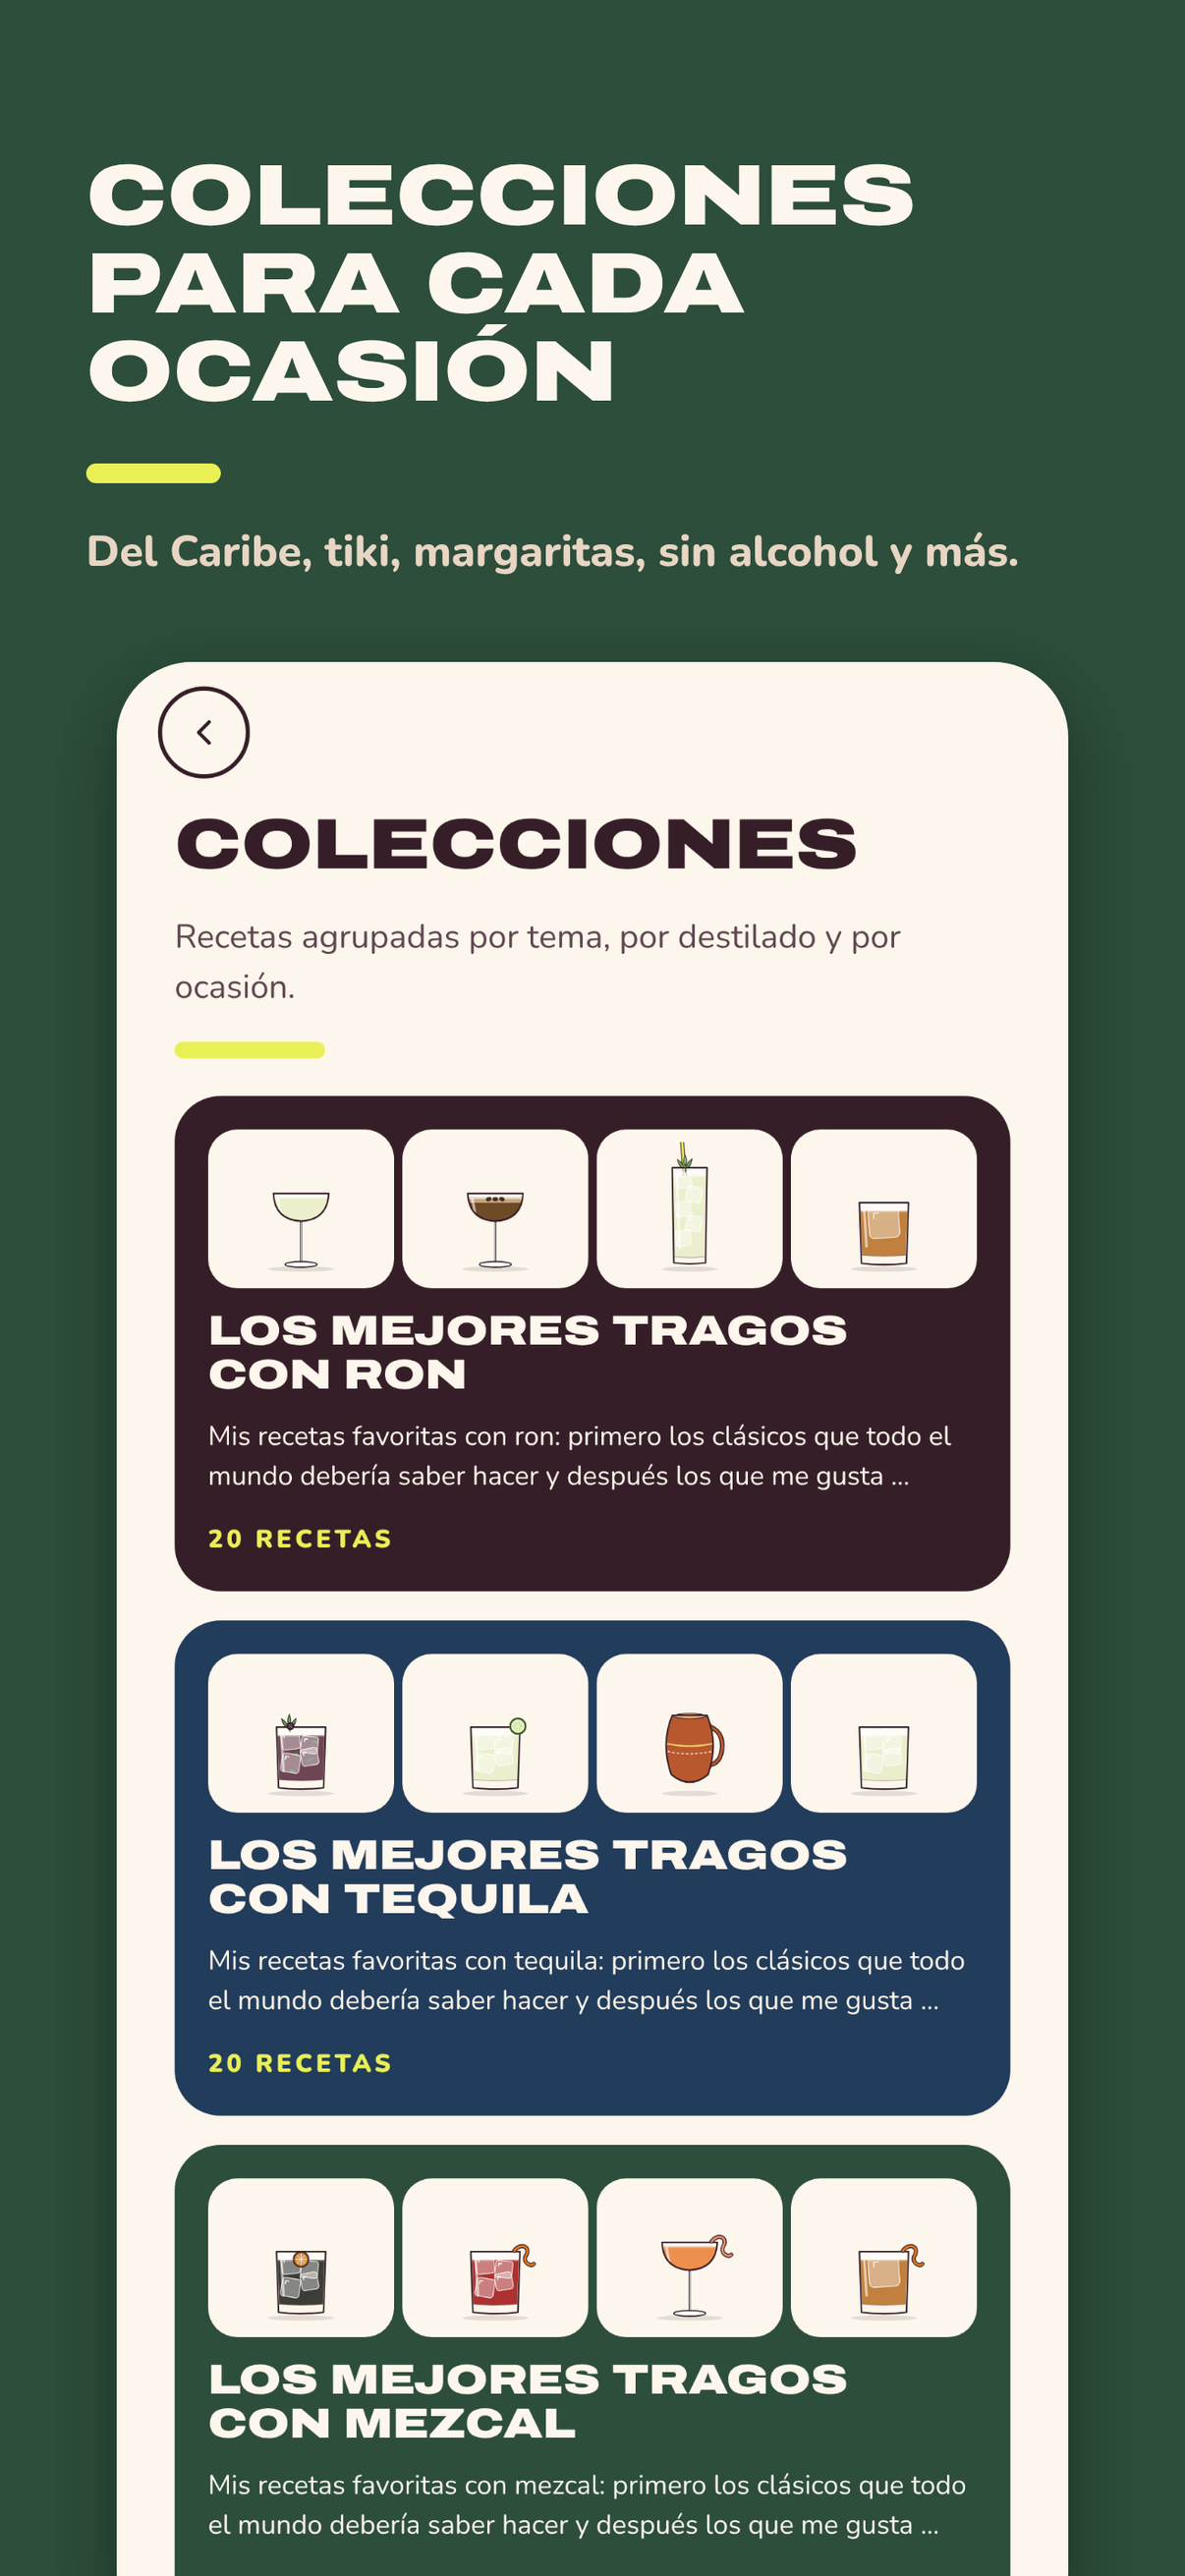 COLECCIONES
PARA CADA
OCASIÓN
Del Caribe, tiki, margaritas, sin alcohol y más.
COLECCIONES
Recetas agrupadas por tema, por destilado y por
ocasión.
LOS MEJORES TRAGOS
CON RON
Mis recetas favoritas con ron: primero los clásicos que todo el
mundo debería saber hacer y después los que me gusta ...
20 RECETAS
LOS MEJORES TRAGOS
CON TEQUILA
Mis recetas favoritas con tequila: primero los clásicos que todo
el mundo debería saber hacer y después los que me gusta ...
20 RECETAS
LOS MEJORES TRAGOS
CON MEZCAL
Mis recetas favoritas con mezcal: primero los clásicos que todo
el mundo debería saber hacer y después los que me gusta ...